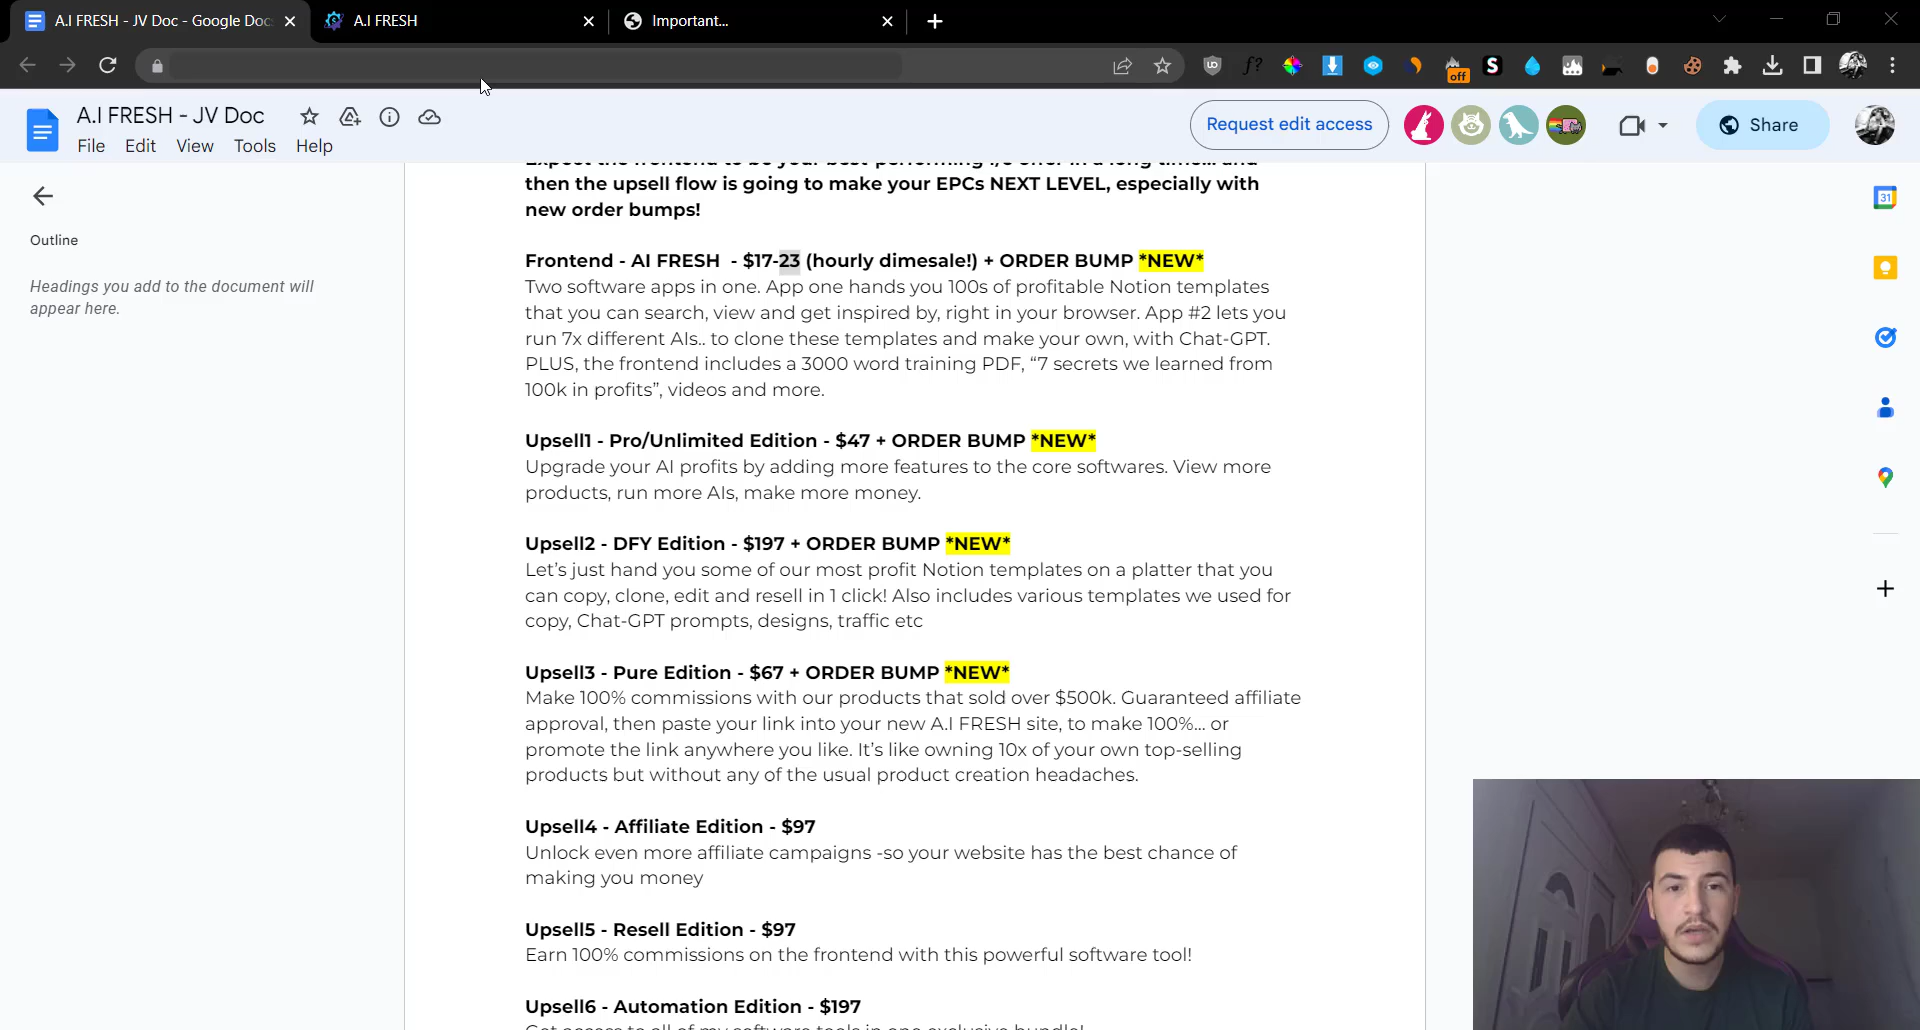 A.I FRESH - JV Doc - Google Doc
A.I FRESH
Important...
off
A.I FRESH - JV Doc
File Edit View Tools Help
Request edit access
Share
Outline
Headings you add to the document will
appear here.
then the upsell flow is going to make your EPCs NEXT LEVEL, especially with
new order bumps!
Frontend - AI FRESH - $17-23 (hourly dimesale!) + ORDER BUMP *NEW*
Two software apps in one. App one hands you 100s of profitable Notion templates
that you can search, view and get inspired by, right in your browser. App #2 lets you
run 7x different AIs.. to clone these templates and make your own, with Chat-GPT.
PLUS, the frontend includes a 3000 word training PDF, “7 secrets we learned from
100k in profits”, videos and more.
Upsell1 - Pro/Unlimited Edition - $47 + ORDER BUMP *NEW*
Upgrade your AI profits by adding more features to the core softwares. View more
products, run more AIs, make more money.
Upsell2 - DFY Edition - $197 + ORDER BUMP *NEW*
Let’s just hand you some of our most profit Notion templates on a platter that you
can copy, clone, edit and resell in 1 click! Also includes various templates we used for
copy, Chat-GPT prompts, designs, traffic etc
Upsell3 - Pure Edition - $67 + ORDER BUMP *NEW*
Make 100% commissions with our products that sold over $500k. Guaranteed affiliate
approval, then paste your link into your new A.I FRESH site, to make 100%... or
promote the link anywhere you like. It’s like owning 10x of your own top-selling
products but without any of the usual product creation headaches.
Upsell4 - Affiliate Edition - $97
Unlock even more affiliate campaigns -so your website has the best chance of
making you money
Upsell5 - Resell Edition - $97
Earn 100% commissions on the frontend with this powerful software tool!
Upsell6 - Automation Edition - $197